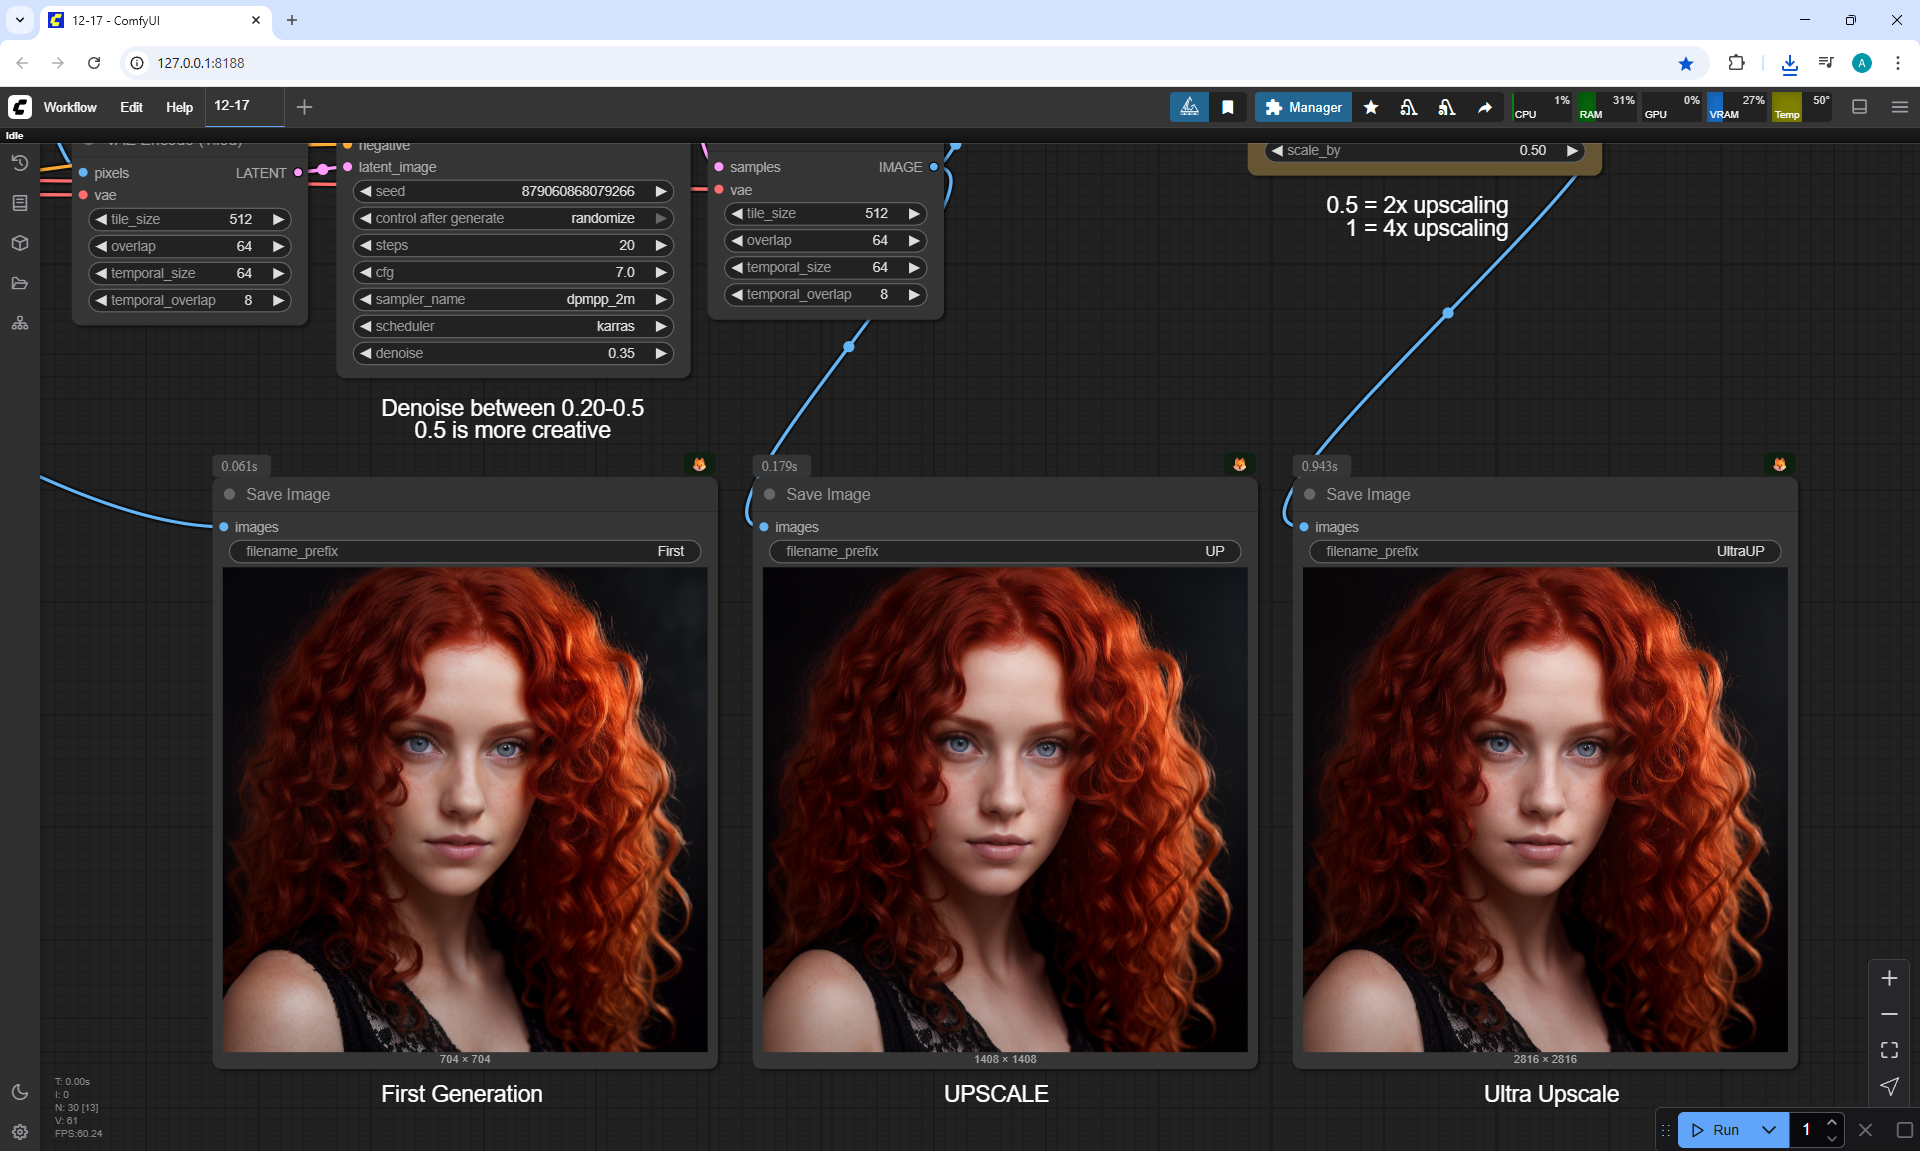 12-17 - ComfyUI
127.0.0.1:8188
A
Workflow Edit Help 12-17
Manager
CPU 1% RAM 31% GPU 0% VRAM 27% Temp 50°
Idle
negative
pixels LATENT
vae
tile_size 512
overlap 64
temporal_size 64
temporal_overlap 8
latent_image
seed 879060868079266
control after generate randomize
steps 20
cfg 7.0
sampler_name dpmpp_2m
scheduler karras
denoise 0.35
samples IMAGE
vae
tile_size 512
overlap 64
temporal_size 64
temporal_overlap 8
scale_by 0.50
0.5 = 2x upscaling
1 = 4x upscaling
Denoise between 0.20-0.5
0.5 is more creative
0.061s
Save Image
images
filename_prefix First
704 × 704
First Generation
0.179s
Save Image
images
filename_prefix UP
1408 × 1408
UPSCALE
0.943s
Save Image
images
filename_prefix UltraUP
2816 × 2816
Ultra Upscale
T: 0.00s
I: 0
N: 30 [13]
V: 61
FPS:60.24
Run 1